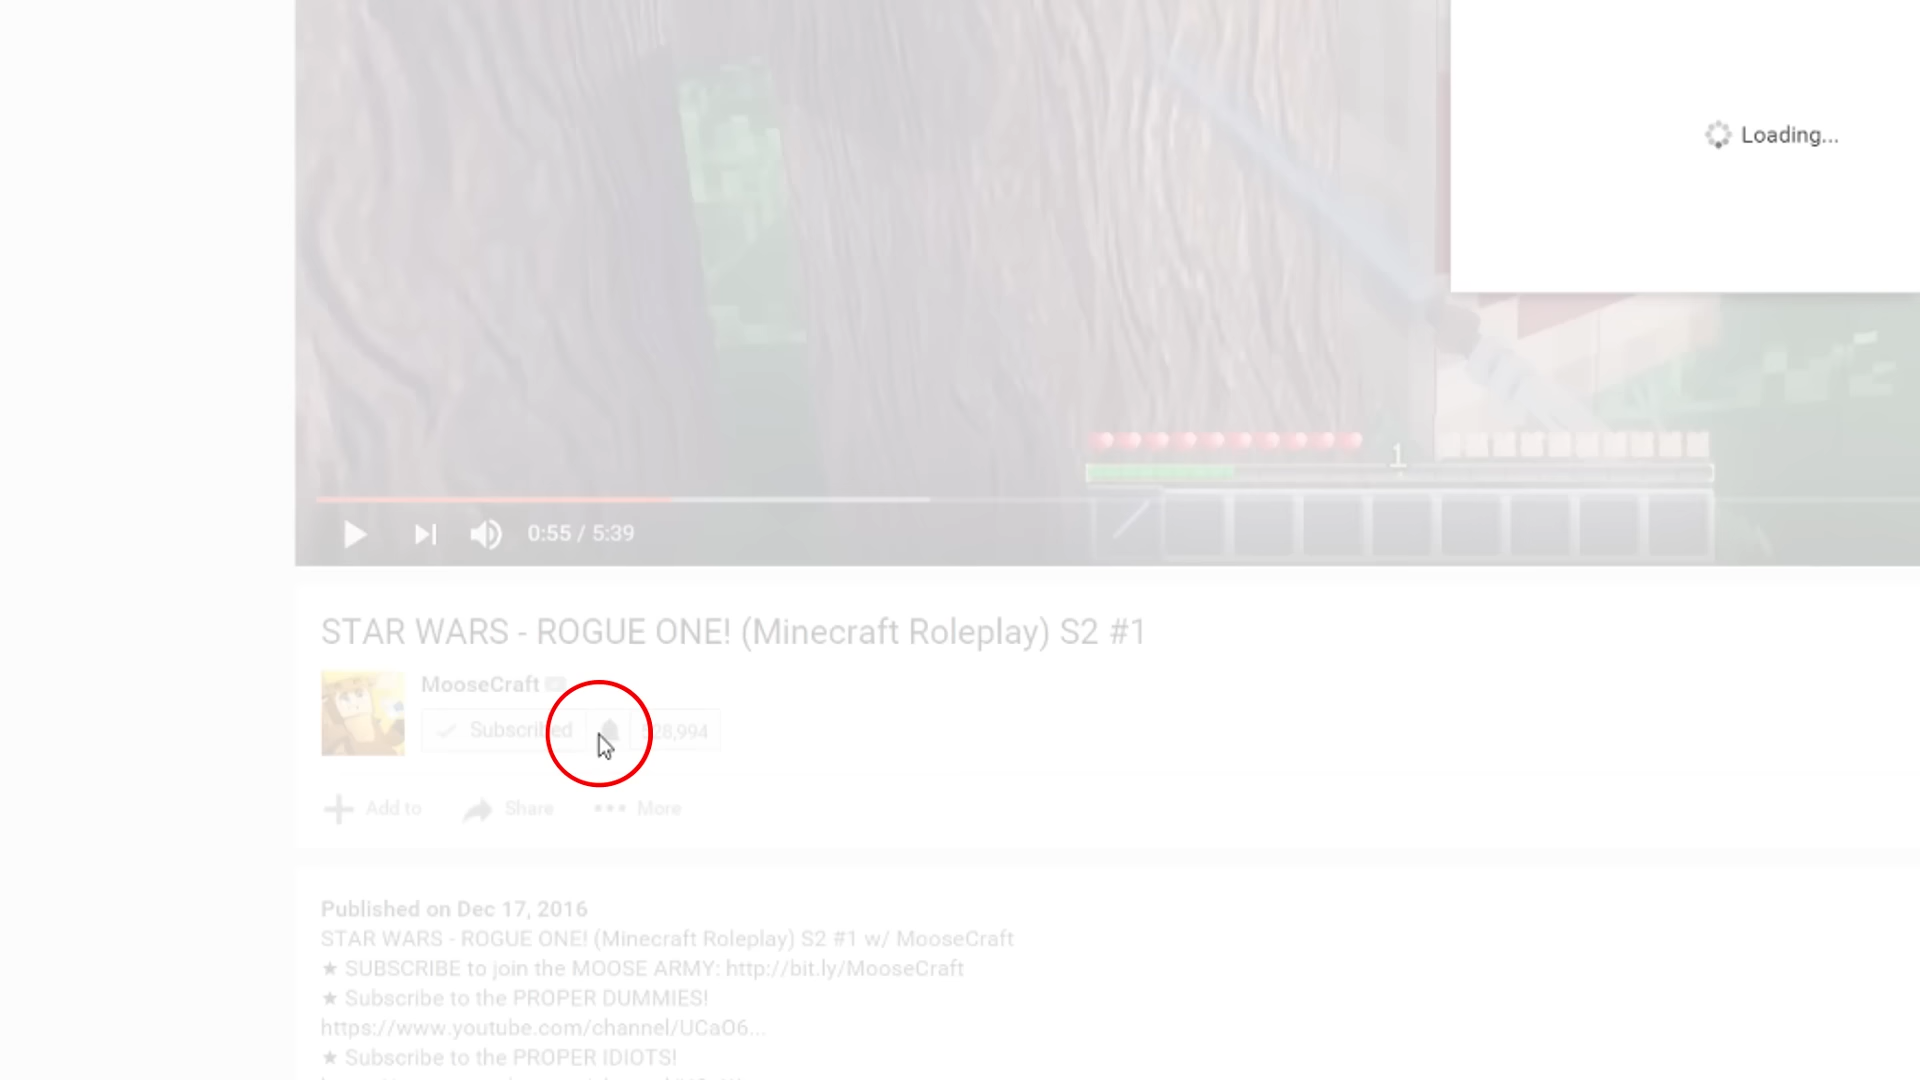 Loading...
1
0:55 / 5:39
STAR WARS - ROGUE ONE! (Minecraft Roleplay) S2 #1
MooseCraft
Subscribed
28,994
Add to
Share
More
Published on Dec 17, 2016
STAR WARS - ROGUE ONE! (Minecraft Roleplay) S2 #1 w/ MooseCraft
★ SUBSCRIBE to join the MOOSE ARMY: http://bit.ly/MooseCraft
★ Subscribe to the PROPER DUMMIES!
https://www.youtube.com/channel/UCaO6...
★ Subscribe to the PROPER IDIOTS!